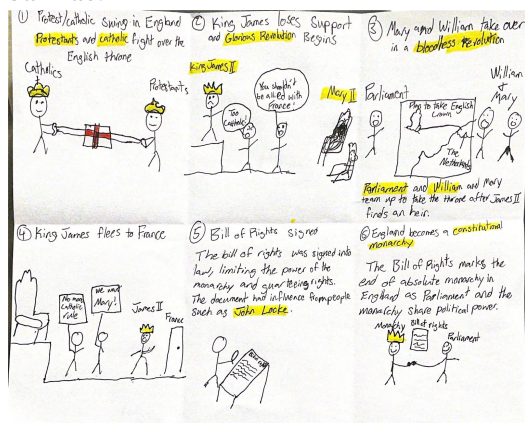 ① Protest/catholic Swing in England
Protestants and catholic fight over the
English throne
Catholics
Protestants
② King James loses Support
and Glorious Revolution Begins
King James II
Too
Catholic!
You shouldn't
be allied with
France!
Mary II
③ Mary and William take over
in a bloodless Revolution
William
&
Mary
Parliament
Plan to take English
Crown
The
Netherlands
Parliament and William and Mary
team up to take the throne after James II
finds an heir.
④ King James flees to France
No more
catholic
rule
We want
Mary!
James II
France
⑤ Bill of Rights signed
The bill of rights was signed into
law, limiting the power of the
monarchy and guarteeing rights.
The document had influence from people
such as John Locke.
Bill of rights
⑥ England becomes a constitutional
monarchy
The Bill of Rights marks the
end of absolute monarchy in
England as Parliament and the
monarchy share political power.
Monarchy
Bill of rights
Parliament